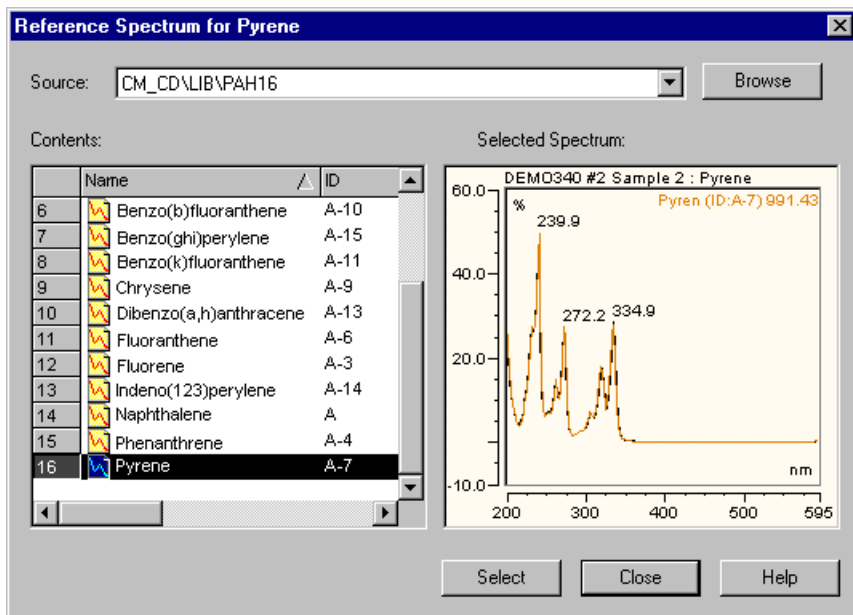 Reference Spectrum for Pyrene
Source: CM_CD\LIB\PAH16 Browse
Contents:
Name ID
6 Benzo(b)fluoranthene A-10
7 Benzo(ghi)perylene A-15
8 Benzo(k)fluoranthene A-11
9 Chrysene A-9
10 Dibenzo(a,h)anthracene A-13
11 Fluoranthene A-6
12 Fluorene A-3
13 Indeno(123)perylene A-14
14 Naphthalene A
15 Phenanthrene A-4
16 Pyrene A-7
Selected Spectrum:
DEMO340 #2 Sample 2 : Pyrene
60.0
% Pyren (ID:A-7) 991.43
239.9
40.0
272.2 334.9
20.0
nm
-10.0
200 300 400 500 595
Select Close Help